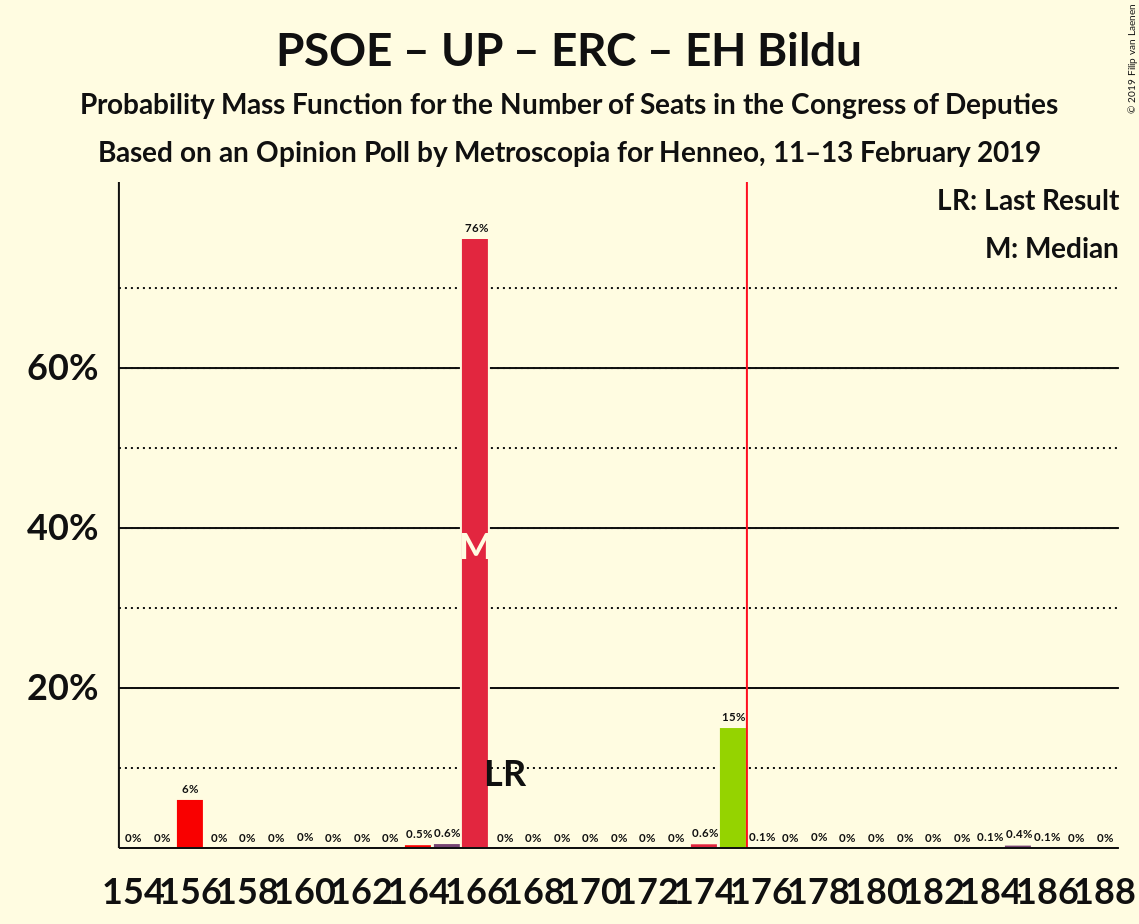 PSOE – UP – ERC – EH Bildu
Probability Mass Function for the Number of Seats in the Congress of Deputies
Based on an Opinion Poll by Metroscopia for Henneo, 11–13 February 2019
© 2019 Filip van Laenen
LR: Last Result
M: Median
76%
60%
40%
M
20%
15%
LR
6%
0% 0% 0% 0% 0% 0% 0% 0% 0% 0.5% 0.6% 0% 0% 0% 0% 0% 0% 0% 0.6% 0.1% 0% 0% 0% 0% 0% 0% 0% 0.1% 0.4% 0.1% 0% 0%
154 156 158 160 162 164 166 168 170 172 174 176 178 180 182 184 186 188